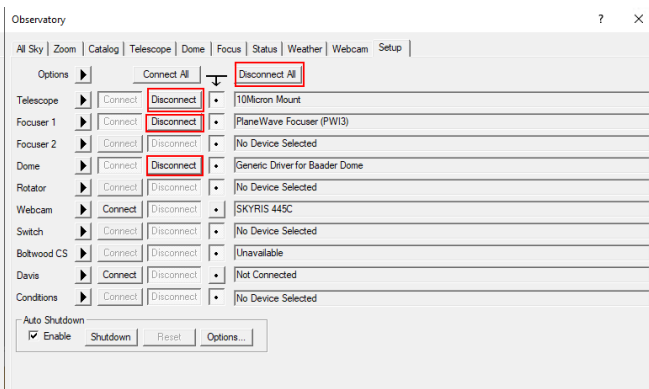 Observatory ? ×
All Sky Zoom Catalog Telescope Dome Focus Status Weather Webcam Setup
Options Connect All Disconnect All
Telescope Connect Disconnect 10Micron Mount
Focuser 1 Connect Disconnect PlaneWave Focuser (PWI3)
Focuser 2 Connect Disconnect No Device Selected
Dome Connect Disconnect Generic Driver for Baader Dome
Rotator Connect Disconnect No Device Selected
Webcam Connect Disconnect SKYRIS 445C
Switch Connect Disconnect No Device Selected
Boltwood CS Connect Disconnect Unavailable
Davis Connect Disconnect Not Connected
Conditions Connect Disconnect No Device Selected
Auto Shutdown
Enable Shutdown Reset Options...